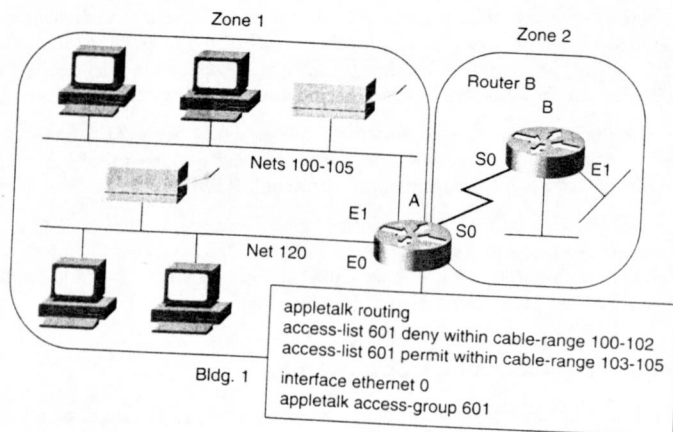 Zone 1
Zone 2
Router B
B
Nets 100-105
S0
E1
E1
A
S0
Net 120
E0
Bldg. 1
appletalk routing
access-list 601 deny within cable-range 100-102
access-list 601 permit within cable-range 103-105
interface ethernet 0
appletalk access-group 601